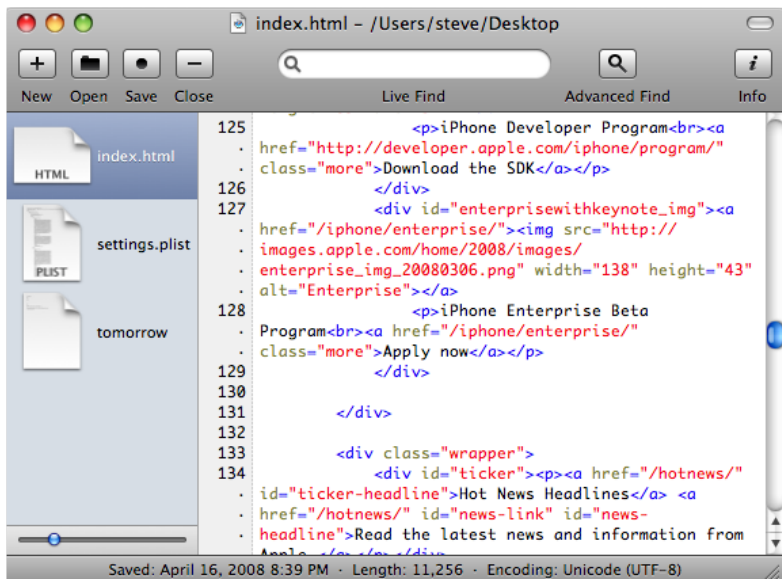 index.html – /Users/steve/Desktop
New Open Save Close Live Find Advanced Find Info
HTML
index.html
PLIST
settings.plist
tomorrow
125 <p>iPhone Developer Program<br><a
· href="http://developer.apple.com/iphone/program/"
· class="more">Download the SDK</a></p>
126 </div>
127 <div id="enterprisewithkeynote_img"><a
· href="/iphone/enterprise/"><img src="http://
· images.apple.com/home/2008/images/
· enterprise_img_20080306.png" width="138" height="43"
· alt="Enterprise"></a>
128 <p>iPhone Enterprise Beta
· Program<br><a href="/iphone/enterprise/"
· class="more">Apply now</a></p>
129 </div>
130
131 </div>
132
133 <div class="wrapper">
134 <div id="ticker"><p><a href="/hotnews/"
· id="ticker-headline">Hot News Headlines</a> <a
· href="/hotnews/" id="news-link" id="news-
· headline">Read the latest news and information from
Apple.</a></p></div>
Saved: April 16, 2008 8:39 PM · Length: 11,256 · Encoding: Unicode (UTF-8)